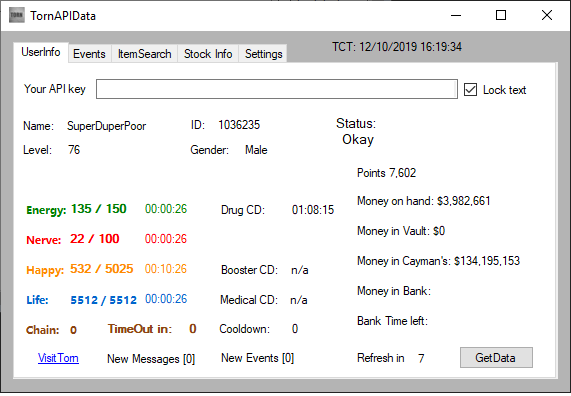 TORN TornAPIData
UserInfo Events ItemSearch Stock Info Settings TCT: 12/10/2019 16:19:34
Your API key Lock text
Name: SuperDuperPoor ID: 1036235 Status:
Okay
Level: 76 Gender: Male
Points 7,602
Money on hand: $3,982,661
Energy: 135 / 150 00:00:26 Drug CD: 01:08:15
Money in Vault: $0
Nerve: 22 / 100 00:00:26
Money in Cayman's: $134,195,153
Happy: 532 / 5025 00:10:26 Booster CD: n/a
Money in Bank:
Life: 5512 / 5512 00:00:26 Medical CD: n/a
Bank Time left:
Chain: 0 TimeOut in: 0 Cooldown: 0
VisitTorn New Messages [0] New Events [0] Refresh in 7 GetData